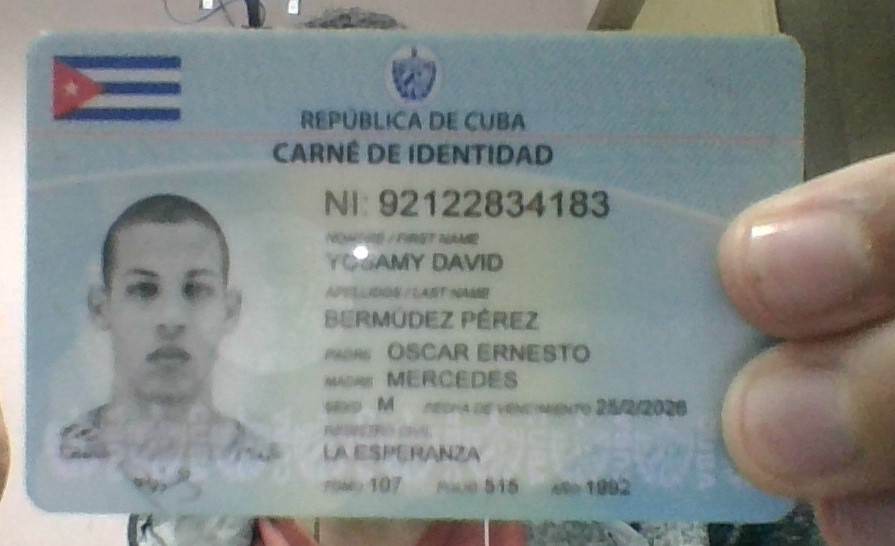 REPÚBLICA DE CUBA
CARNÉ DE IDENTIDAD
NI: 92122834183
NOMBRE / FIRST NAME
YOSAMY DAVID
APELLIDOS / LAST NAME
BERMÚDEZ PÉREZ
PADRE OSCAR ERNESTO
MADRE MERCEDES
SEXO M FECHA DE VENCIMIENTO 25/2/2026
REGISTRO CIVIL
LA ESPERANZA
TOMO 107 FOLIO 515 AÑO 1992